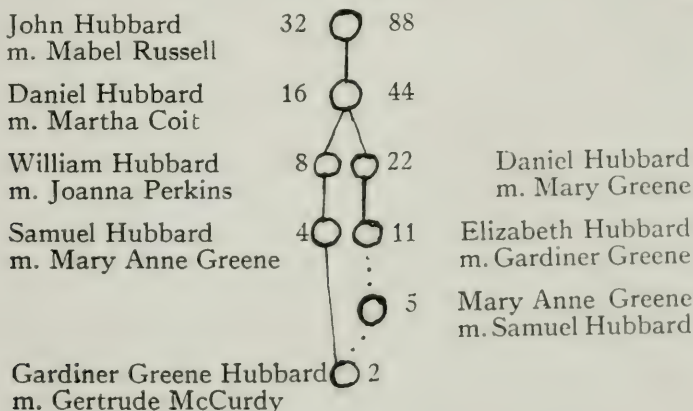 John Hubbard 32 88
m. Mabel Russell
Daniel Hubbard 16 44
m. Martha Coit
William Hubbard 8 22 Daniel Hubbard
m. Joanna Perkins m. Mary Greene
Samuel Hubbard 4 11 Elizabeth Hubbard
m. Mary Anne Greene m. Gardiner Greene
5 Mary Anne Greene
m. Samuel Hubbard
Gardiner Greene Hubbard 2
m. Gertrude McCurdy